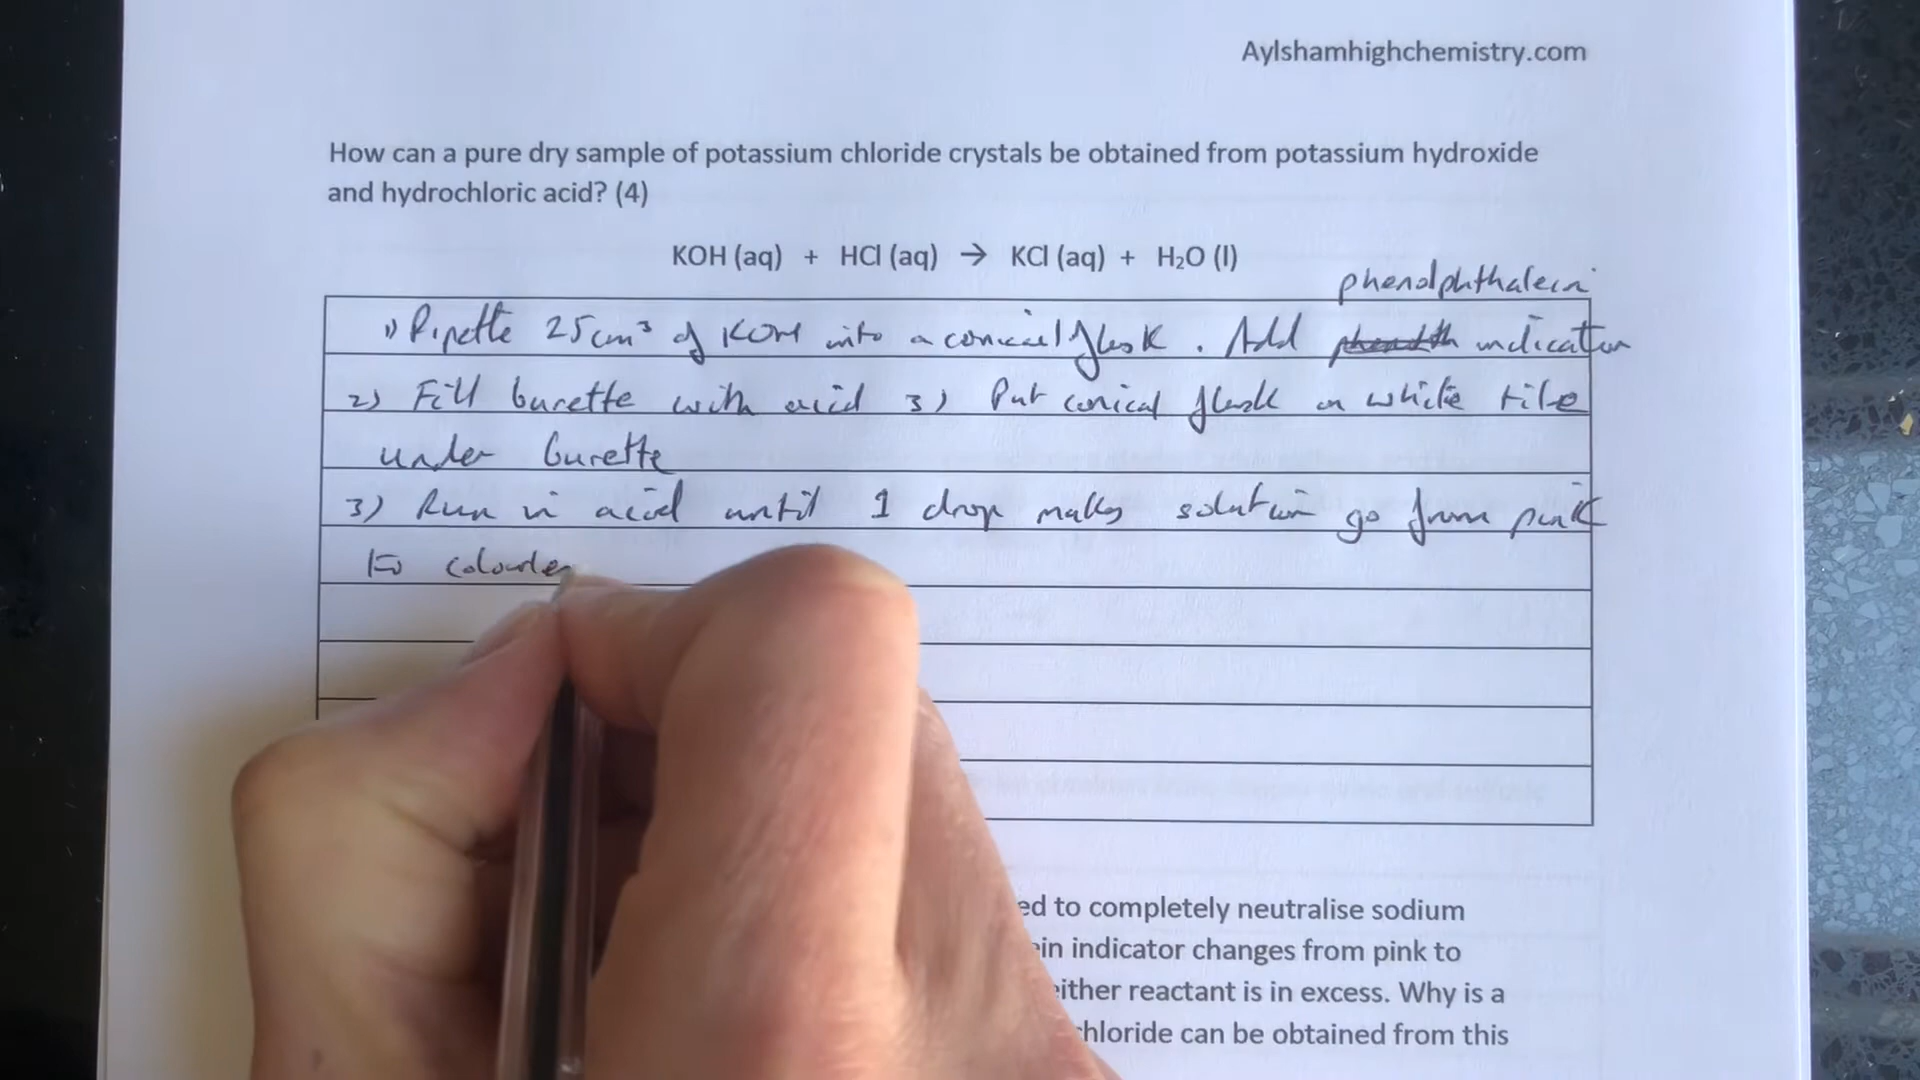 Aylshamhighchemistry.com
How can a pure dry sample of potassium chloride crystals be obtained from potassium hydroxide
and hydrochloric acid? (4)
KOH (aq) + HCl (aq) → KCl (aq) + H₂O (l)
phenolphthalein
1) Pipette 25cm³ of KOH into a conical flask. Add indicator
2) Fill burette with acid 3) Put conical flask on white tile
under burette
3) Run in acid until 1 drop makes solution go from pink
to colourle
ed to completely neutralise sodium
in indicator changes from pink to
either reactant is in excess. Why is a
chloride can be obtained from this